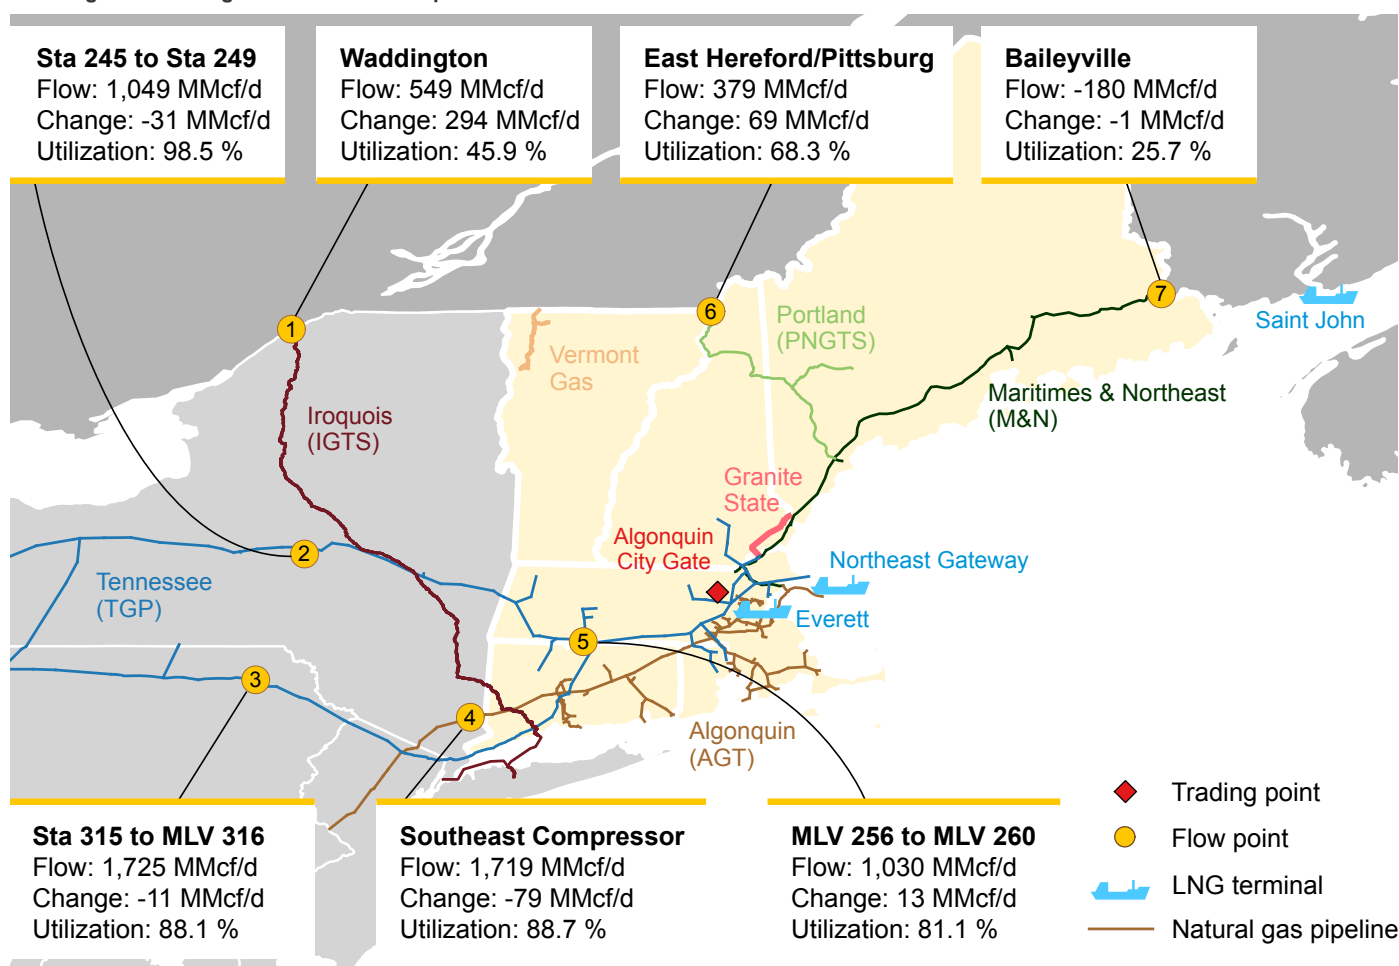 Sta 245 to Sta 249
Flow: 1,049 MMcf/d
Change: -31 MMcf/d
Utilization: 98.5 %
Waddington
Flow: 549 MMcf/d
Change: 294 MMcf/d
Utilization: 45.9 %
East Hereford/Pittsburg
Flow: 379 MMcf/d
Change: 69 MMcf/d
Utilization: 68.3 %
Baileyville
Flow: -180 MMcf/d
Change: -1 MMcf/d
Utilization: 25.7 %
7
6
1
Saint John
Portland
(PNGTS)
Vermont
Gas
Maritimes & Northeast
(M&N)
Iroquois
(IGTS)
Granite
State
Algonquin
City Gate
2
Northeast Gateway
Tennessee
(TGP)
Everett
5
3
4
Algonquin
(AGT)
Sta 315 to MLV 316
Flow: 1,725 MMcf/d
Change: -11 MMcf/d
Utilization: 88.1 %
Southeast Compressor
Flow: 1,719 MMcf/d
Change: -79 MMcf/d
Utilization: 88.7 %
MLV 256 to MLV 260
Flow: 1,030 MMcf/d
Change: 13 MMcf/d
Utilization: 81.1 %
Trading point
Flow point
LNG terminal
Natural gas pipeline